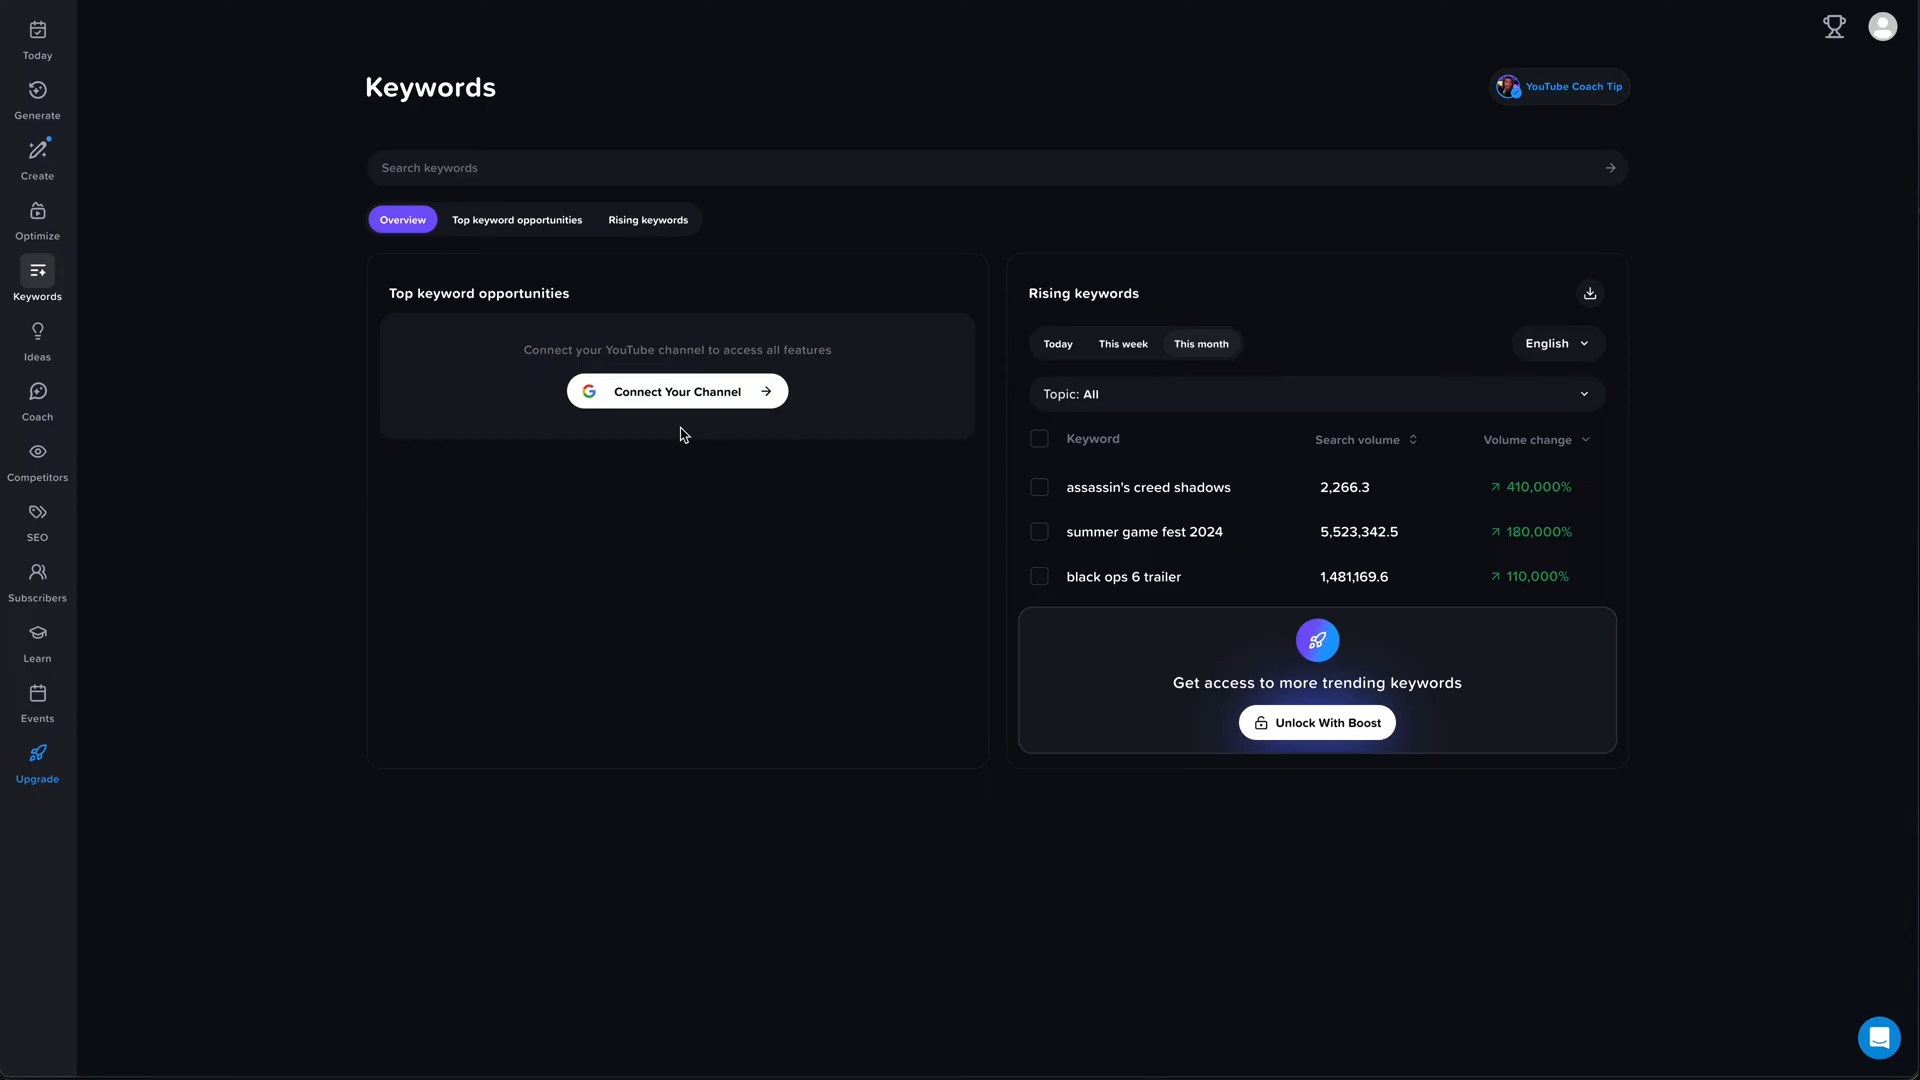 Today
Generate
Create
Optimize
Keywords
Ideas
Coach
Competitors
SEO
Subscribers
Learn
Events
Upgrade
Keywords
YouTube Coach Tip
Search keywords
Overview
Top keyword opportunities
Rising keywords
Top keyword opportunities
Connect your YouTube channel to access all features
Connect Your Channel
Rising keywords
Today
This week
This month
English
Topic: All
Keyword
Search volume
Volume change
assassin's creed shadows
2,266.3
410,000%
summer game fest 2024
5,523,342.5
180,000%
black ops 6 trailer
1,481,169.6
110,000%
Get access to more trending keywords
Unlock With Boost